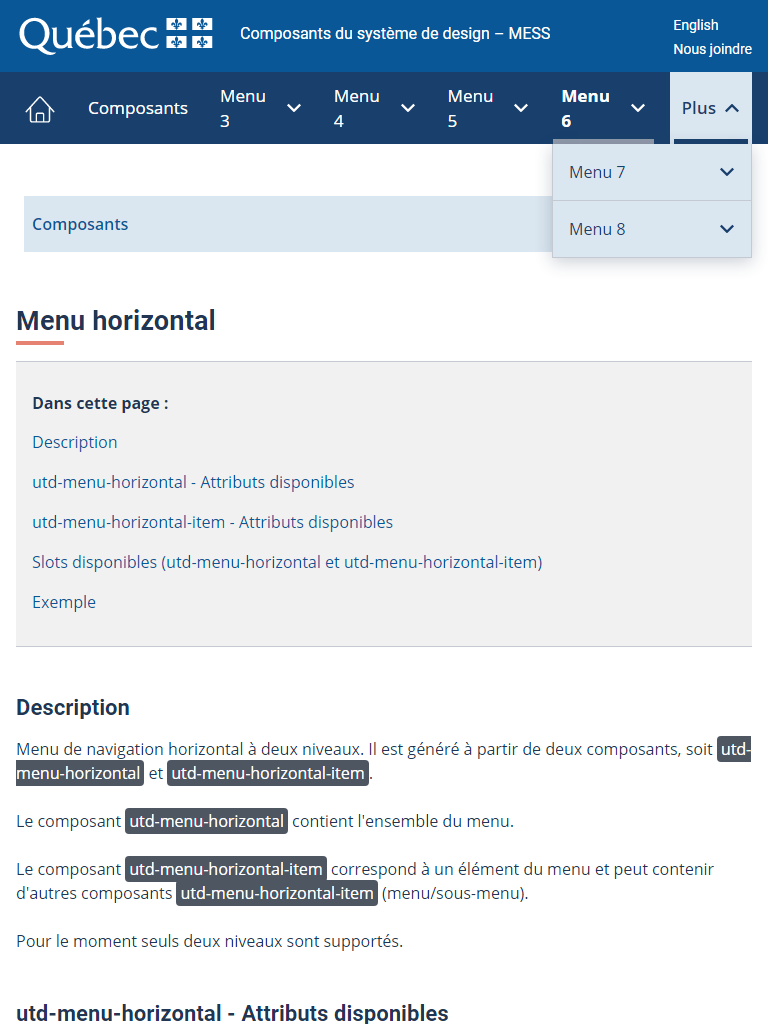 Québec
Composants du système de design – MESS
English
Nous joindre
Composants
Menu
3
Menu
4
Menu
5
Menu
6
Plus
Menu 7
Menu 8
Composants
Menu horizontal
Dans cette page :
Description
utd-menu-horizontal - Attributs disponibles
utd-menu-horizontal-item - Attributs disponibles
Slots disponibles (utd-menu-horizontal et utd-menu-horizontal-item)
Exemple
Description
Menu de navigation horizontal à deux niveaux. Il est généré à partir de deux composants, soit utd-
menu-horizontal et utd-menu-horizontal-item.
Le composant utd-menu-horizontal contient l'ensemble du menu.
Le composant utd-menu-horizontal-item correspond à un élément du menu et peut contenir
d'autres composants utd-menu-horizontal-item (menu/sous-menu).
Pour le moment seuls deux niveaux sont supportés.
utd-menu-horizontal - Attributs disponibles